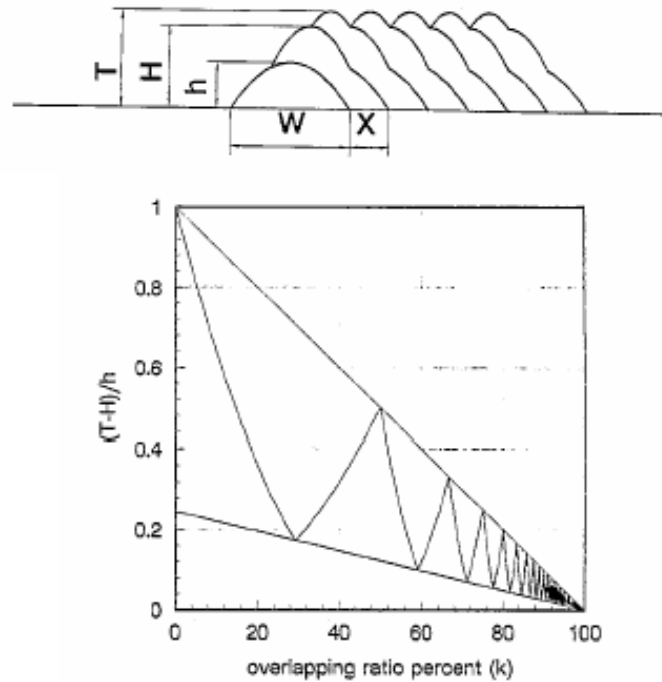 T
H
h
W
X
1
0.8
0.6
0.4
0.2
0
(T-H)/h
0 20 40 60 80 100
overlapping ratio percent (k)